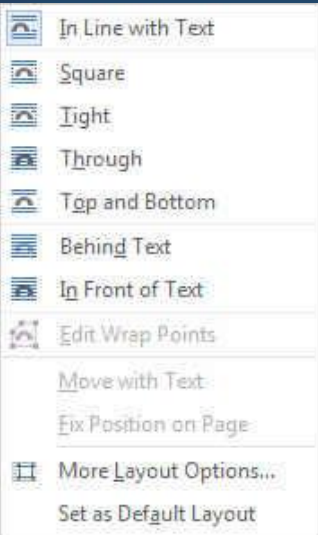 In Line with Text
Square
Tight
Through
Top and Bottom
Behind Text
In Front of Text
Edit Wrap Points
Move with Text
Fix Position on Page
More Layout Options...
Set as Default Layout